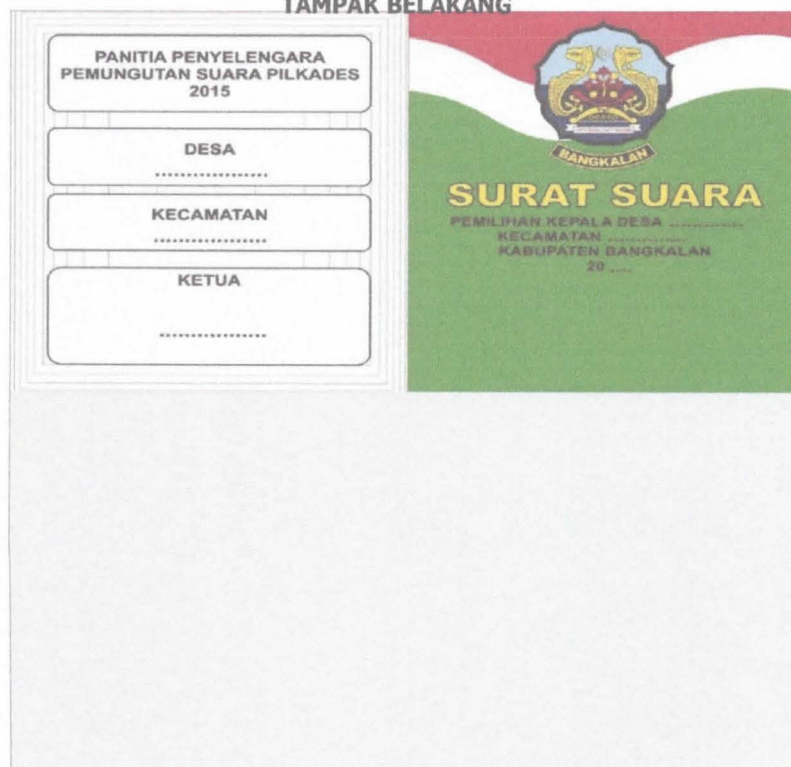 TAMPAK BELAKANG
PANITIA PENYELENGARA
PEMUNGUTAN SUARA PILKADES
2015
DESA
..................
KECAMATAN
.................
KETUA
.................
BANGKALAN
SURAT SUARA
PEMILIHAN KEPALA DESA ............
KECAMATAN .............
KABUPATEN BANGKALAN
20 ....